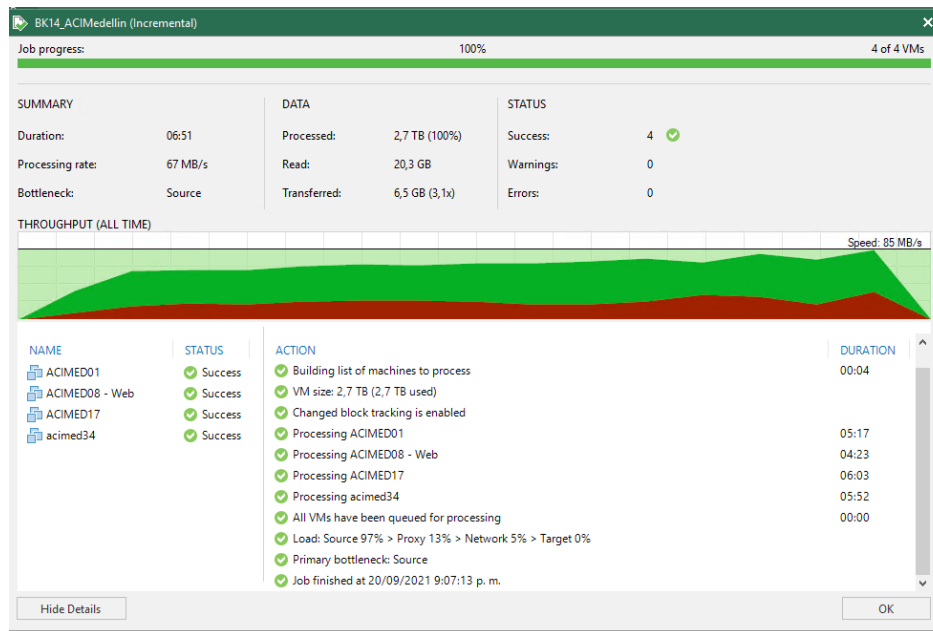 BK14_ACIMedellin (Incremental)
Job progress: 100% 4 of 4 VMs
SUMMARY DATA STATUS
Duration: 06:51 Processed: 2,7 TB (100%) Success: 4
Processing rate: 67 MB/s Read: 20,3 GB Warnings: 0
Bottleneck: Source Transferred: 6,5 GB (3,1x) Errors: 0
THROUGHPUT (ALL TIME)
Speed: 85 MB/s
NAME STATUS ACTION DURATION
ACIMED01 Success Building list of machines to process 00:04
ACIMED08 - Web Success VM size: 2,7 TB (2,7 TB used)
ACIMED17 Success Changed block tracking is enabled
acimed34 Success Processing ACIMED01 05:17
Processing ACIMED08 - Web 04:23
Processing ACIMED17 06:03
Processing acimed34 05:52
All VMs have been queued for processing 00:00
Load: Source 97% > Proxy 13% > Network 5% > Target 0%
Primary bottleneck: Source
Job finished at 20/09/2021 9:07:13 p. m.
Hide Details OK